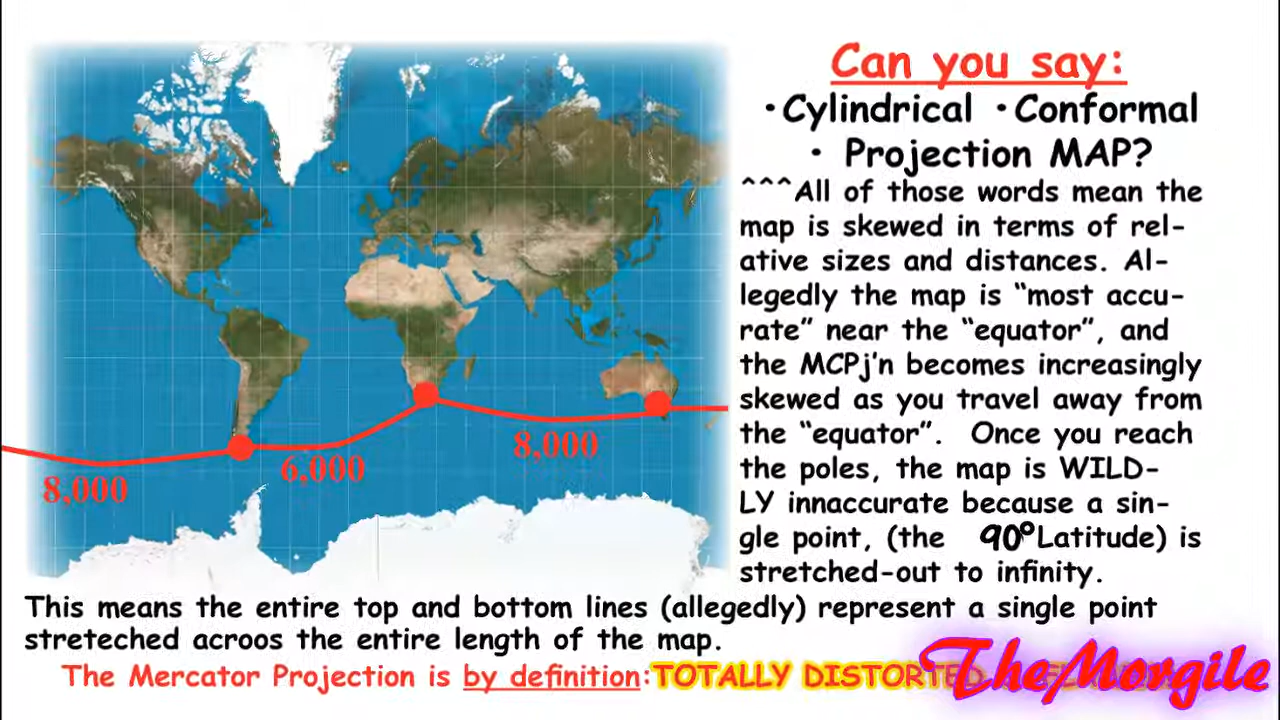 Can you say:
•Cylindrical •Conformal
• Projection MAP?
^^^All of those words mean the
map is skewed in terms of rel-
ative sizes and distances. Al-
legedly the map is “most accu-
rate” near the “equator”, and
the MCPj’n becomes increasingly
skewed as you travel away from
the “equator”. Once you reach
the poles, the map is WILD-
LY innaccurate because a sin-
gle point, (the 90° Latitude) is
stretched-out to infinity.
8,000
6,000
8,000
This means the entire top and bottom lines (allegedly) represent a single point
streteched acroos the entire length of the map.
The Mercator Projection is by definition:TOTALLY DISTORTED
TheMorgile